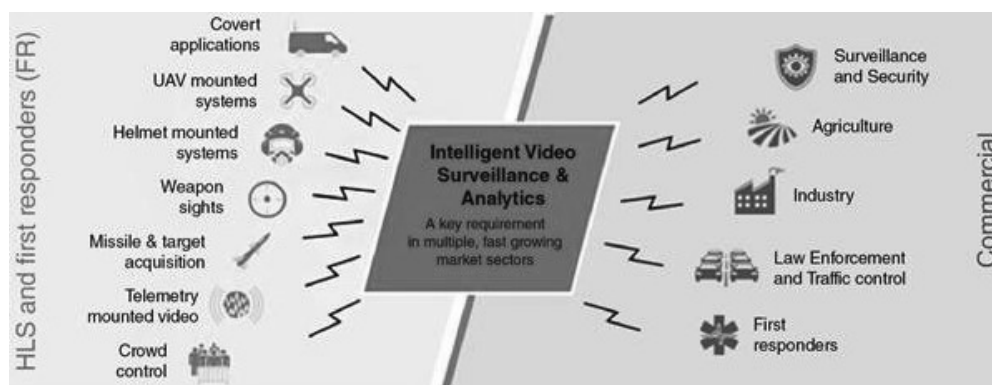 HLS and first responders (FR)
Covert
applications
UAV mounted
systems
Helmet mounted
systems
Weapon
sights
Missile & target
acquisition
Telemetry
mounted video
Crowd
control
Intelligent Video
Surveillance &
Analytics
A key requirement
in multiple, fast growing
market sectors
Surveillance
and Security
Agriculture
Industry
Law Enforcement
and Traffic control
First
responders
Commercial